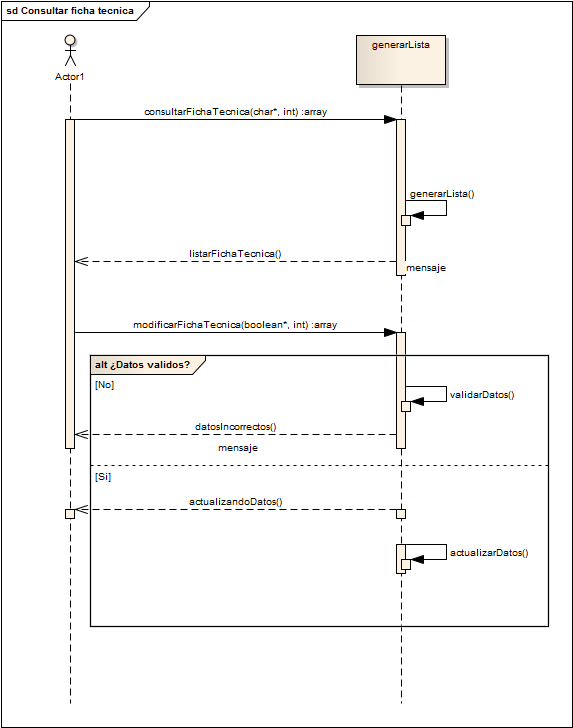 sd Consultar ficha tecnica
generarLista
Actor1
consultarFichaTecnica(char*, int) :array
generarLista()
listarFichaTecnica()
mensaje
modificarFichaTecnica(boolean*, int) :array
alt ¿Datos validos?
[No]
validarDatos()
datosIncorrectos()
mensaje
[Si]
actualizandoDatos()
actualizarDatos()